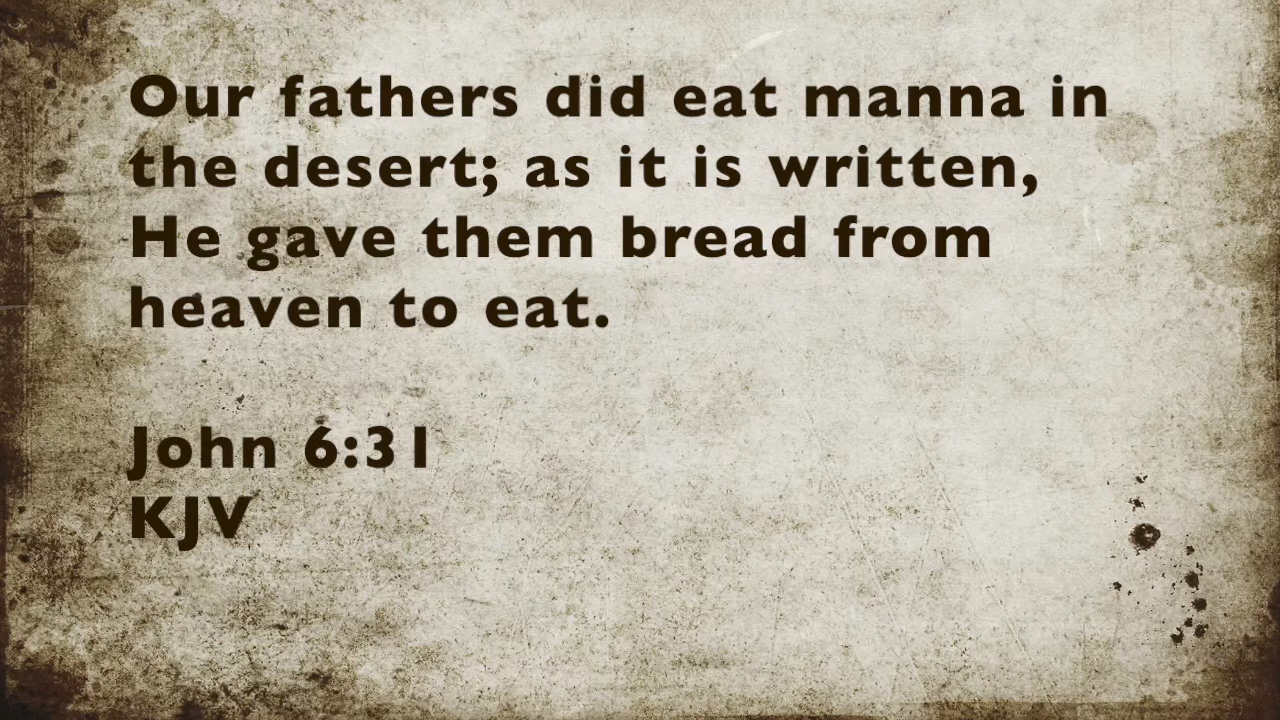 Our fathers did eat manna in
the desert; as it is written,
He gave them bread from
heaven to eat.
John 6:31
KJV